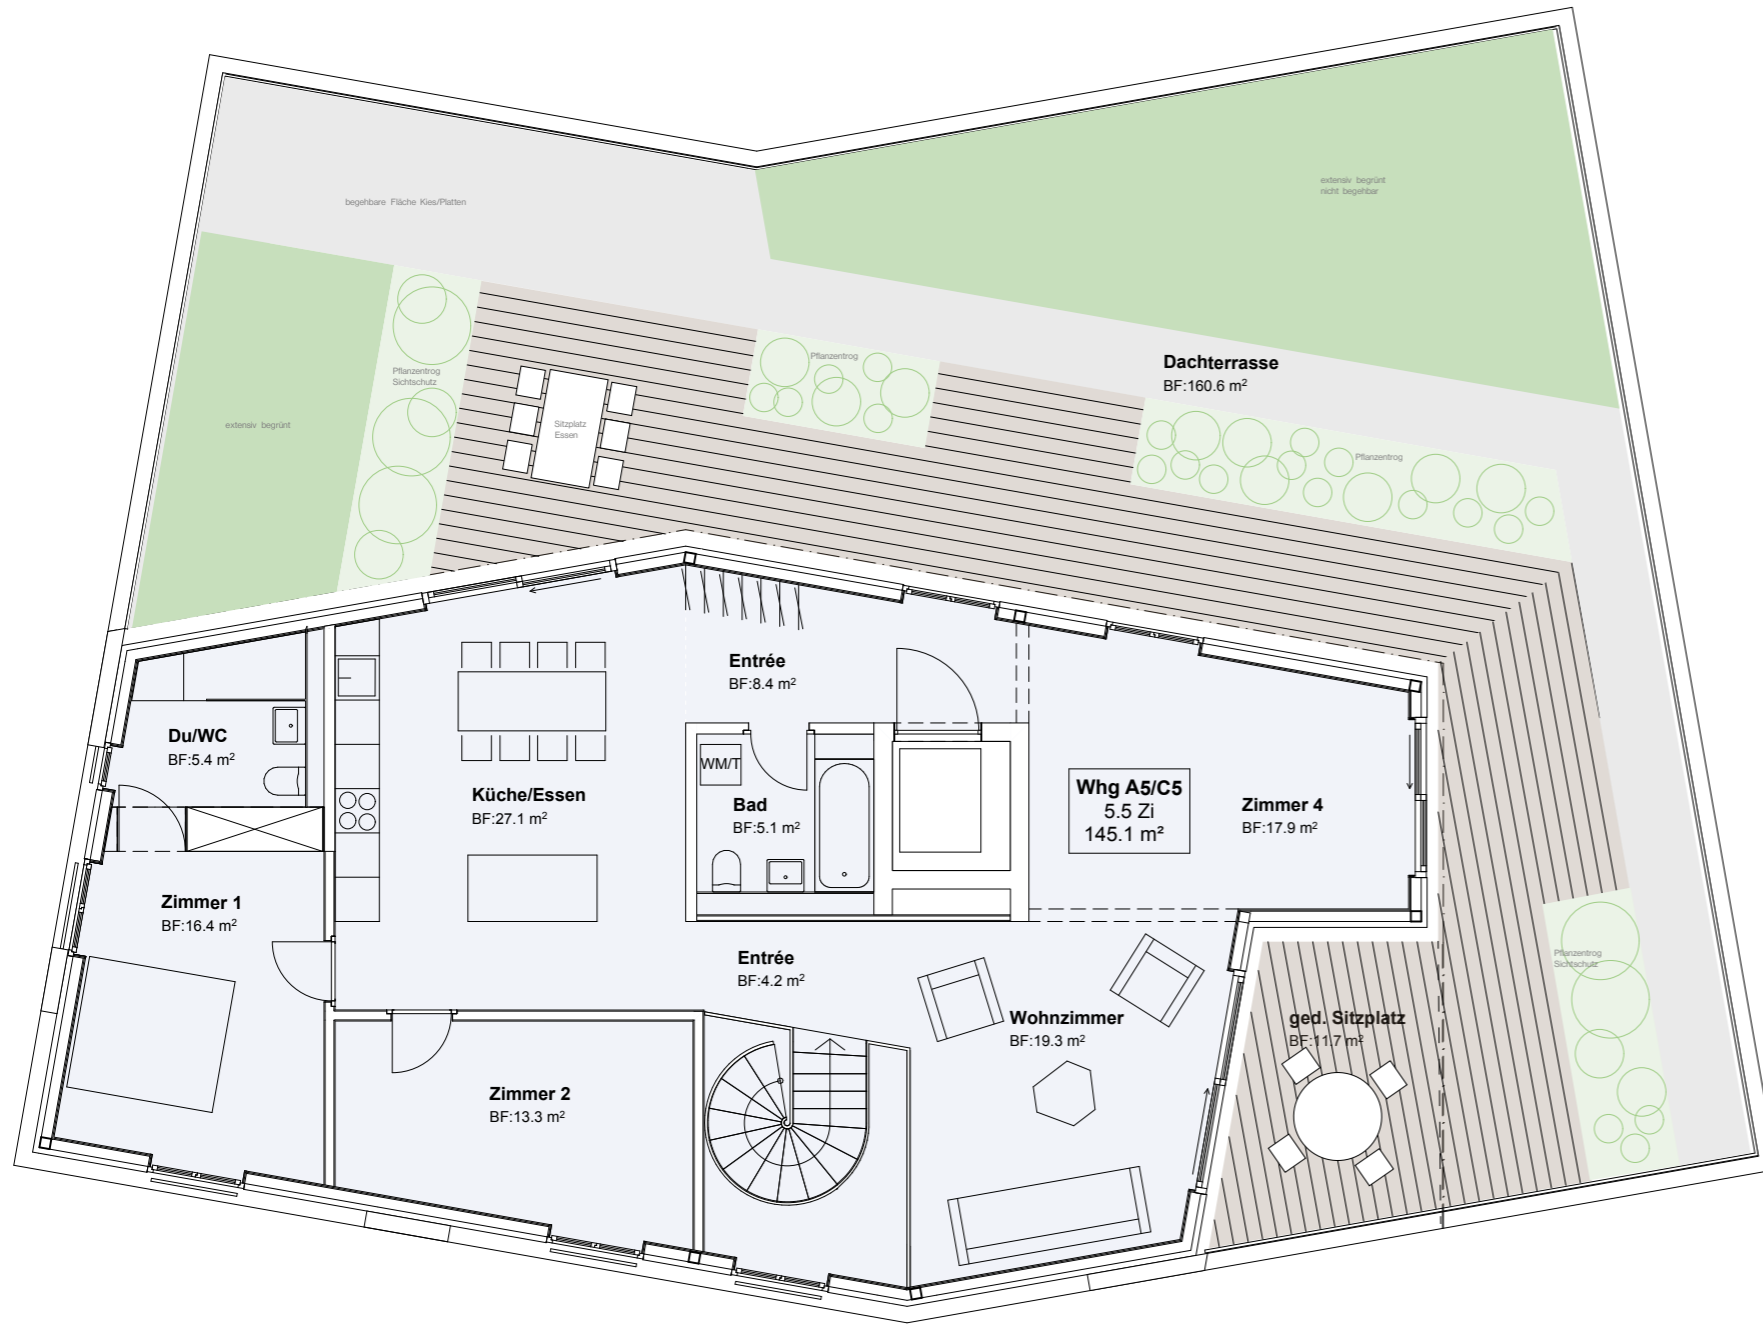 extensiv begrünt
nicht begehbar
begehbare Fläche Kies/Platten
Pflanzentrog
Dachterrasse
BF:160.6 m²
Pflanzentrog
Sichtschutz
extensiv begrünt
Sitzplatz
Essen
Pflanzentrog
Entrée
BF:8.4 m²
Du/WC
BF:5.4 m²
WM/T
Küche/Essen
BF:27.1 m²
Bad
BF:5.1 m²
Whg A5/C5
5.5 Zi
145.1 m²
Zimmer 4
BF:17.9 m²
Zimmer 1
BF:16.4 m²
Entrée
BF:4.2 m²
Pflanzentrog
Sichtschutz
Wohnzimmer
BF:19.3 m²
ged. Sitzplatz
BF:11.7 m²
Zimmer 2
BF:13.3 m²